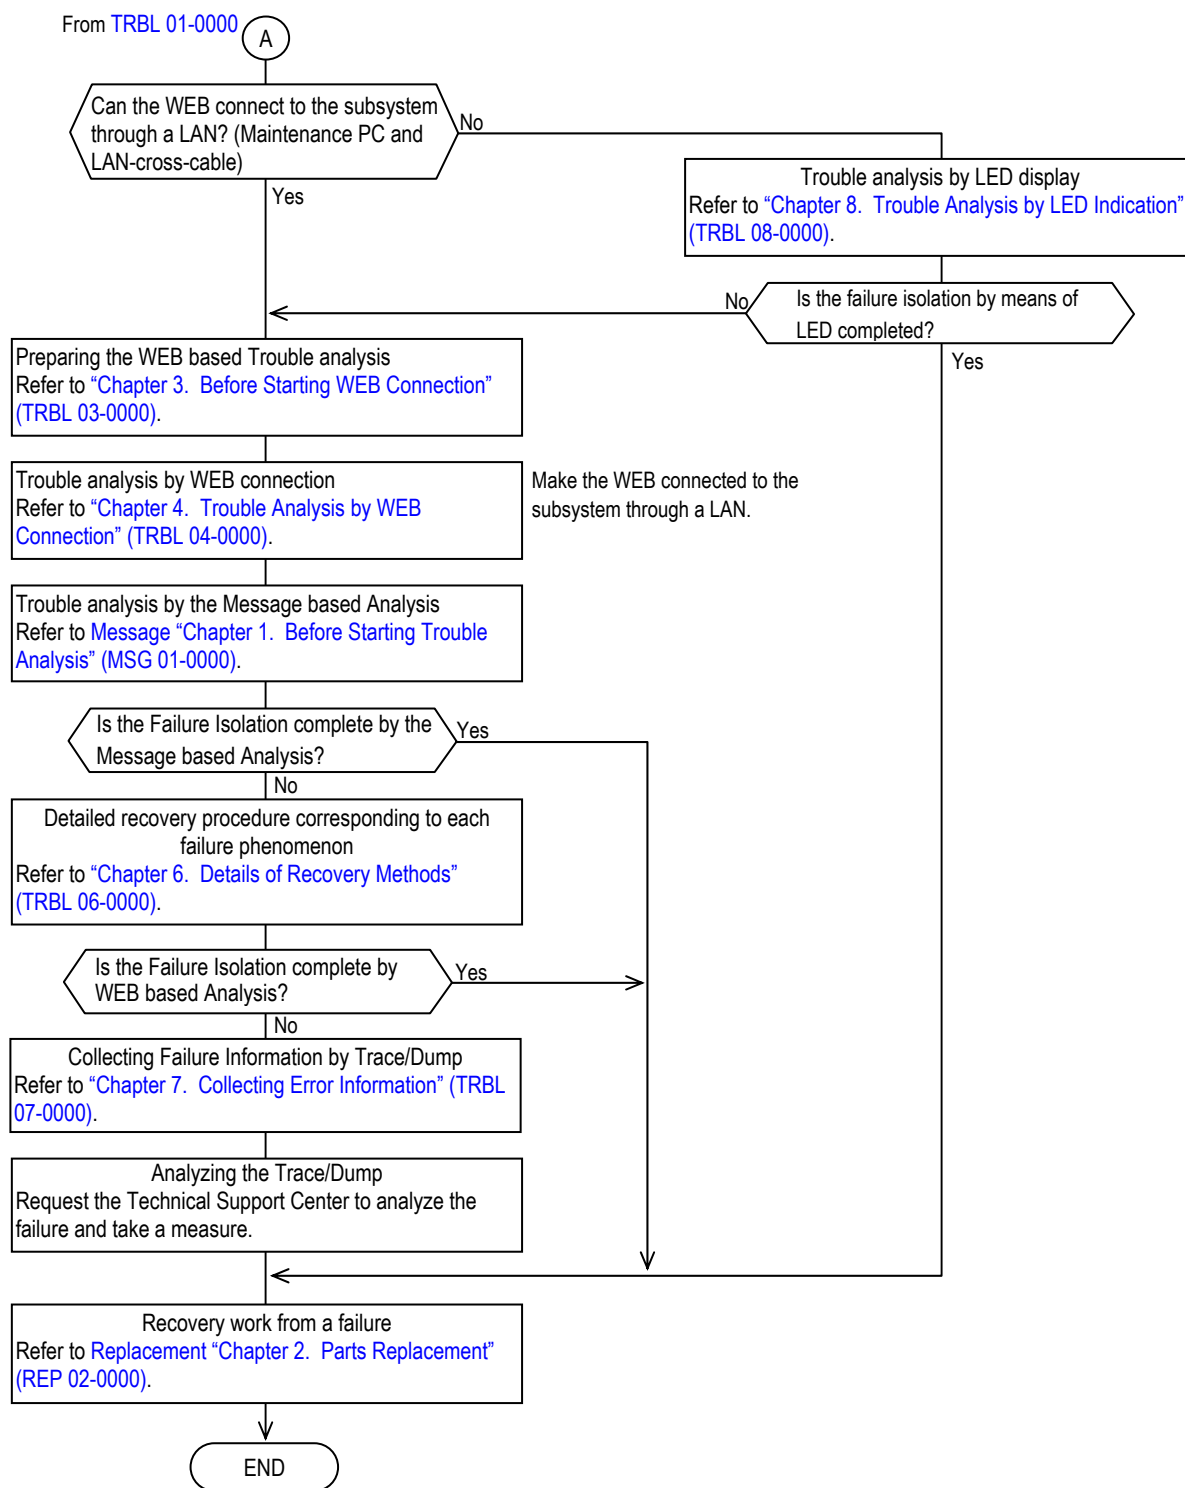 From TRBL 01-0000
A
Can the WEB connect to the subsystem
through a LAN? (Maintenance PC and
LAN-cross-cable)
No
Yes
Trouble analysis by LED display
Refer to “Chapter 8. Trouble Analysis by LED Indication”
(TRBL 08-0000).
No
Is the failure isolation by means of
LED completed?
Yes
Preparing the WEB based Trouble analysis
Refer to “Chapter 3. Before Starting WEB Connection”
(TRBL 03-0000).
Trouble analysis by WEB connection
Refer to “Chapter 4. Trouble Analysis by WEB
Connection” (TRBL 04-0000).
Make the WEB connected to the
subsystem through a LAN.
Trouble analysis by the Message based Analysis
Refer to Message “Chapter 1. Before Starting Trouble
Analysis” (MSG 01-0000).
Is the Failure Isolation complete by the
Message based Analysis?
Yes
No
Detailed recovery procedure corresponding to each
failure phenomenon
Refer to “Chapter 6. Details of Recovery Methods”
(TRBL 06-0000).
Is the Failure Isolation complete by
WEB based Analysis?
Yes
No
Collecting Failure Information by Trace/Dump
Refer to “Chapter 7. Collecting Error Information” (TRBL
07-0000).
Analyzing the Trace/Dump
Request the Technical Support Center to analyze the
failure and take a measure.
Recovery work from a failure
Refer to Replacement “Chapter 2. Parts Replacement”
(REP 02-0000).
END